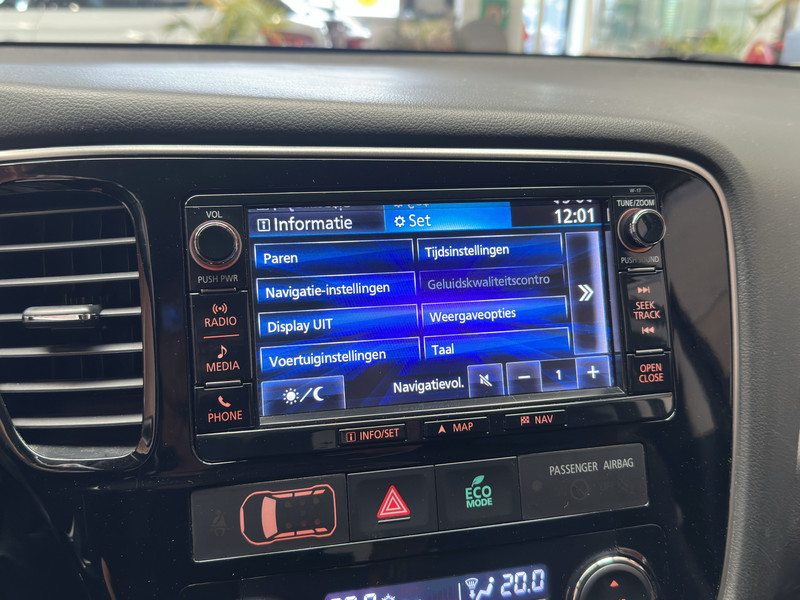 W-17
VOL
PUSH PWR
RADIO
MEDIA
PHONE
Informatie
Set
12:01
Paren
Tijdsinstellingen
Navigatie-instellingen
Geluidskwaliteitscontro
Display UIT
Weergaveopties
Voertuiginstellingen
Taal
Navigatievol.
− 1 +
TUNE/ZOOM
PUSH SOUND
SEEK
TRACK
OPEN
CLOSE
INFO/SET
MAP
NAV
ECO
MODE
PASSENGER AIRBAG
20.0